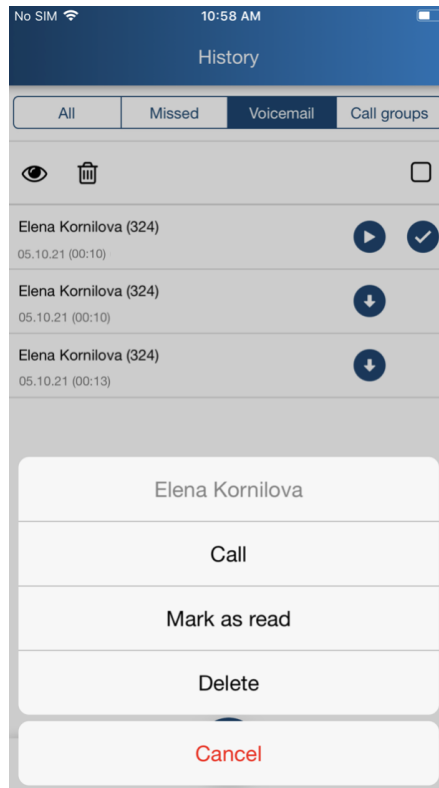 No SIM 10:58 AM
History
All Missed Voicemail Call groups
Elena Kornilova (324)
05.10.21 (00:10)
Elena Kornilova (324)
05.10.21 (00:10)
Elena Kornilova (324)
05.10.21 (00:13)
Elena Kornilova
Call
Mark as read
Delete
Cancel